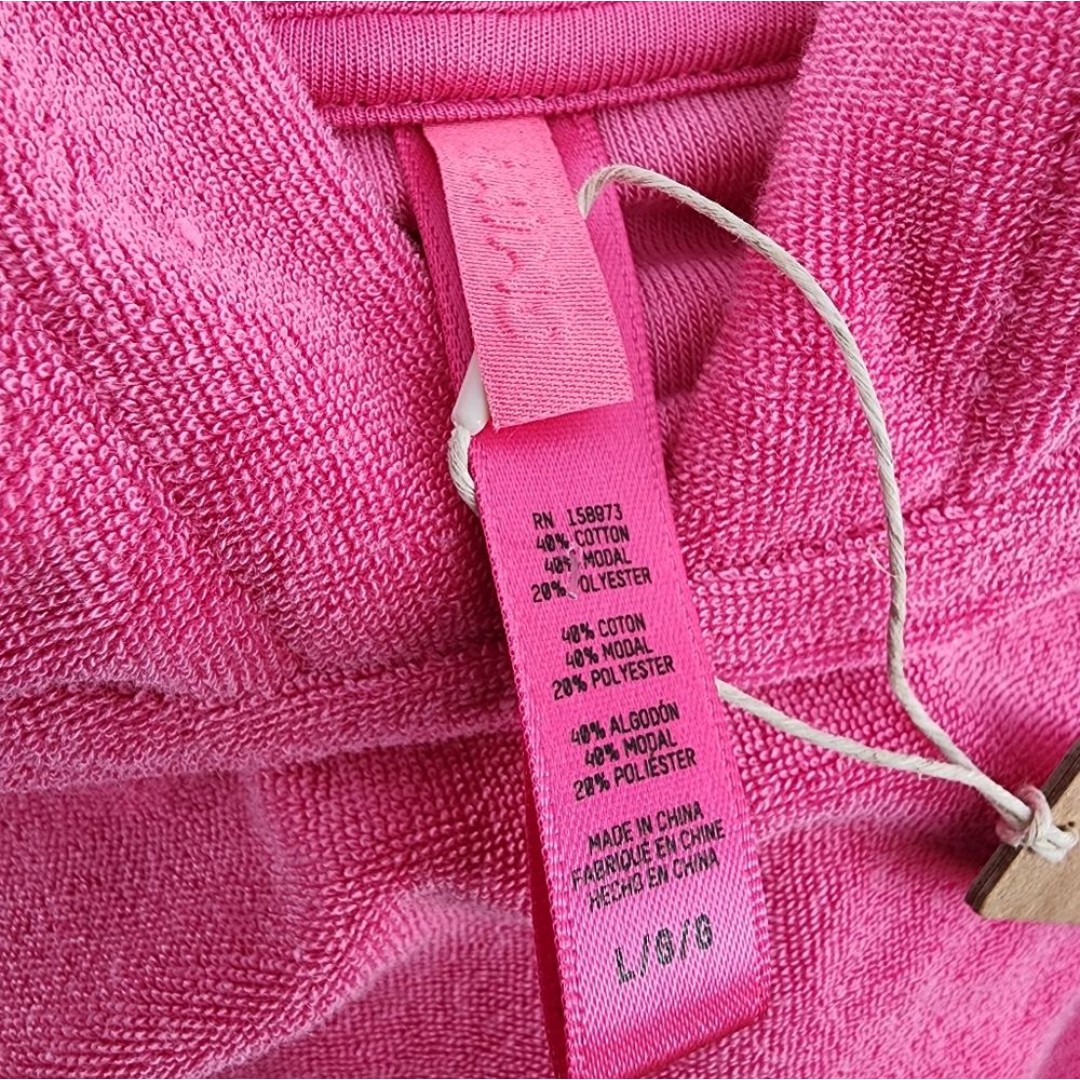 RN 158973
40% COTTON
40% MODAL
20% POLYESTER
40% COTON
40% MODAL
20% POLYESTER
40% ALGODÓN
40% MODAL
20% POLIÉSTER
MADE IN CHINA
FABRIQUÉ EN CHINE
HECHO EN CHINA
L/G/G